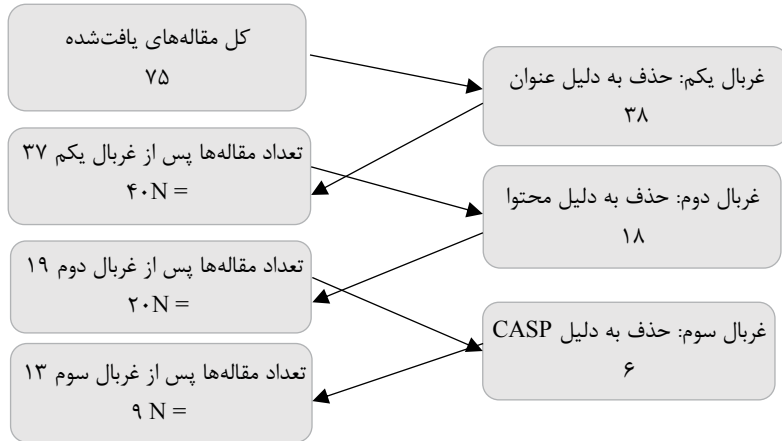 کل مقاله‌های یافت‌شده
۷۵
غربال یکم: حذف به دلیل عنوان
۳۸
تعداد مقاله‌ها پس از غربال یکم ۳۷
۴۰N =
غربال دوم: حذف به دلیل محتوا
۱۸
تعداد مقاله‌ها پس از غربال دوم ۱۹
۲۰N =
غربال سوم: حذف به دلیل CASP
۶
تعداد مقاله‌ها پس از غربال سوم ۱۳
۹ N =